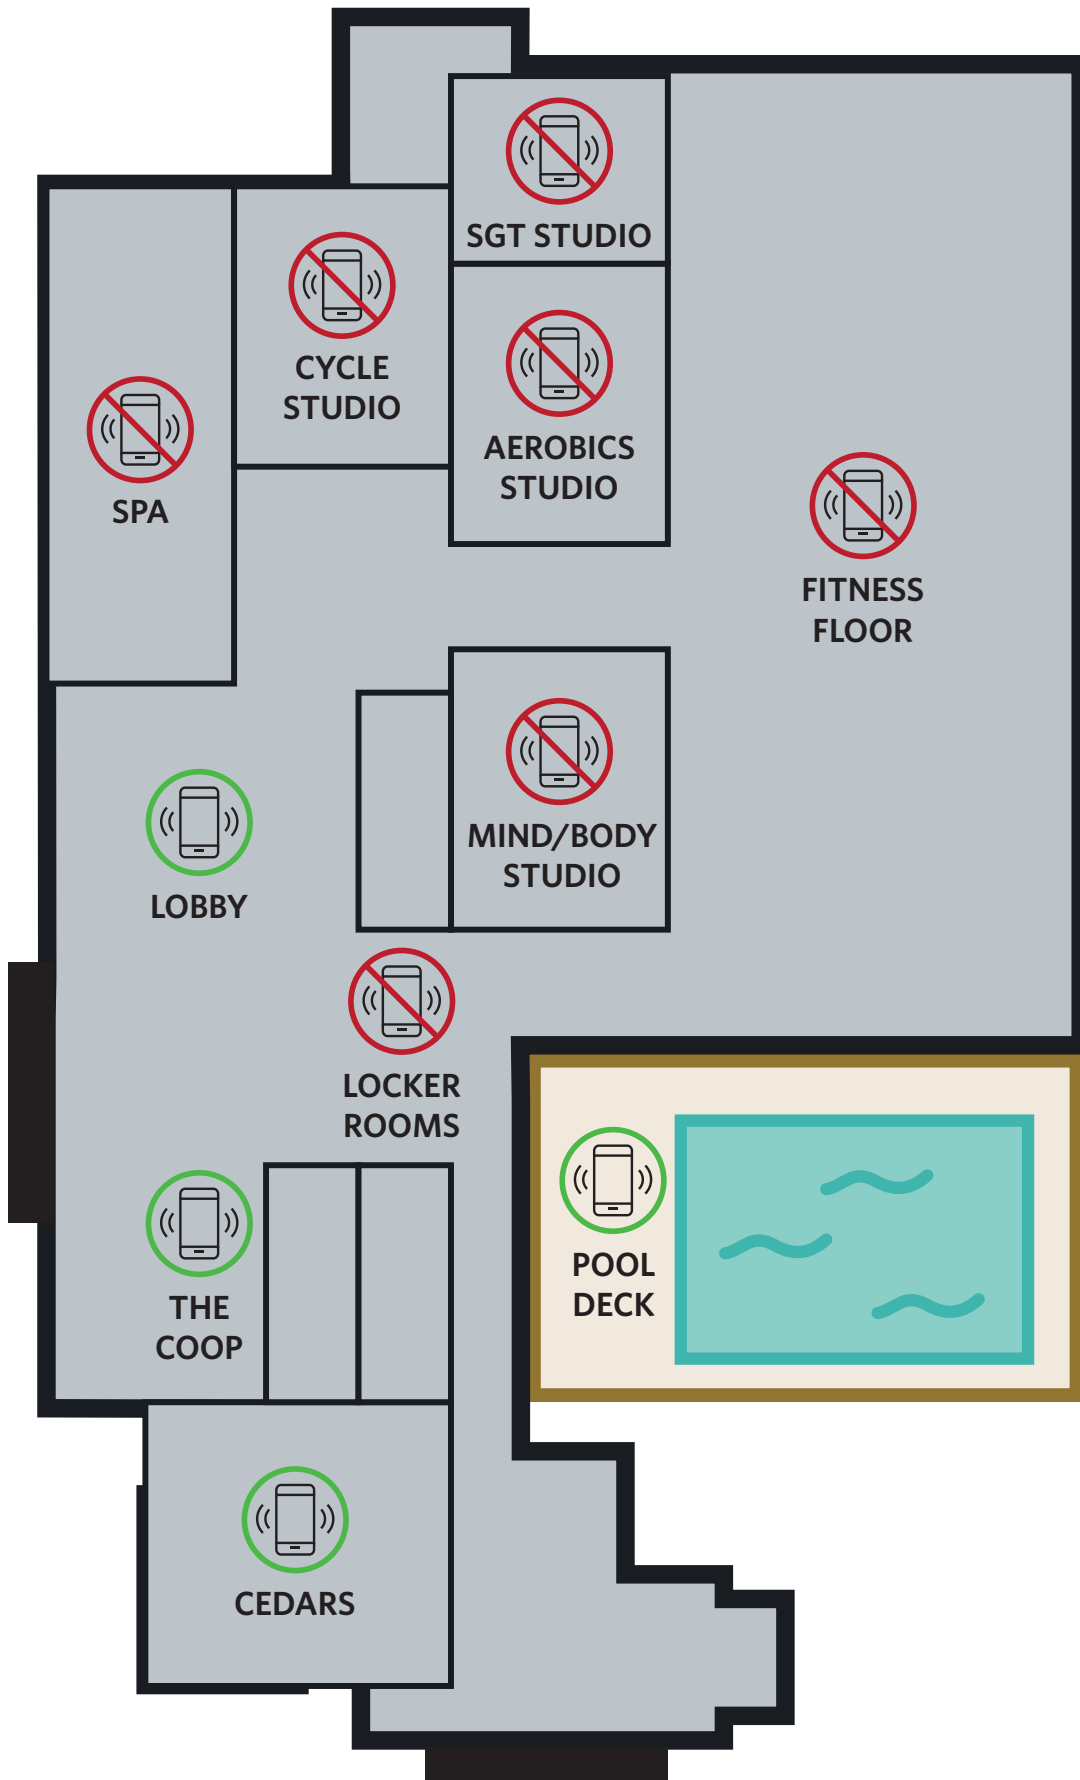 SGT STUDIO
CYCLE
STUDIO
AEROBICS
STUDIO
SPA
FITNESS
FLOOR
MIND/BODY
STUDIO
LOBBY
LOCKER
ROOMS
POOL
DECK
THE
COOP
CEDARS